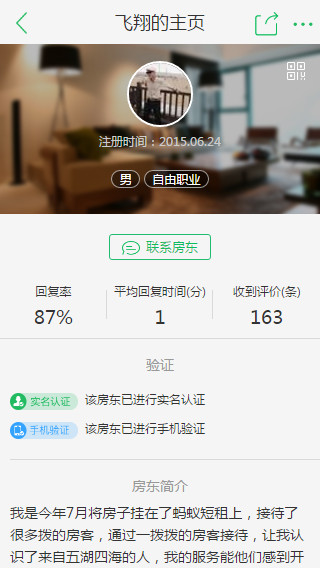 飞翔的主页
注册时间：2015.06.24
男 自由职业
联系房东
回复率 平均回复时间(分) 收到评价(条)
87% 1 163
验证
实名认证 该房东已进行实名认证
手机验证 该房东已进行手机验证
房东简介
我是今年7月将房子挂在了蚂蚁短租上，接待了
很多拨的房客，通过一拨拨的房客接待，让我认
识了来自五湖四海的人，我的服务能他们感到开